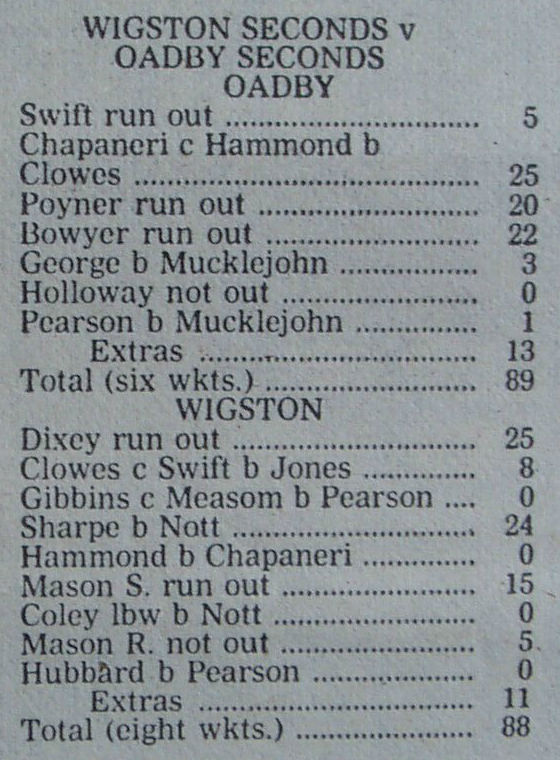 WIGSTON SECONDS v
OADBY SECONDS
OADBY
Swift run out ............................... 5
Chapaneri c Hammond b
Clowes .......................................... 25
Poyner run out ........................... 20
Bowyer run out .......................... 22
George b Mucklejohn ................. 3
Holloway not out ........................ 0
Pearson b Mucklejohn ............... 1
Extras .................................. 13
Total (six wkts.) .......................... 89
WIGSTON
Dixey run out .............................. 25
Clowes c Swift b Jones .............. 8
Gibbins c Measom b Pearson .... 0
Sharpe b Nott .............................. 24
Hammond b Chapaneri .............. 0
Mason S. run out ........................ 15
Coley lbw b Nott ......................... 0
Mason R. not out ........................ 5
Hubbard b Pearson .................... 0
Extras .................................. 11
Total (eight wkts.) ...................... 88